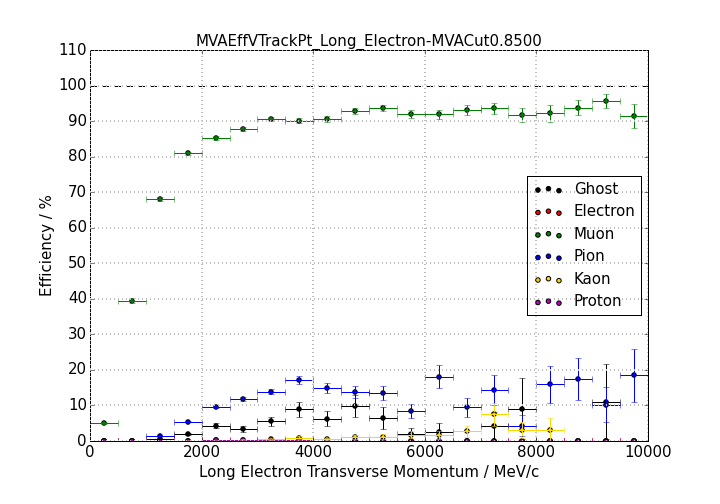 MVAEffVTrackPt_Long_Electron-MVACut0.8500
110
100
90
80
70
60
50
40
30
20
10
0
Efficiency / %
Ghost
Electron
Muon
Pion
Kaon
Proton
0 2000 4000 6000 8000 10000
Long Electron Transverse Momentum / MeV/c